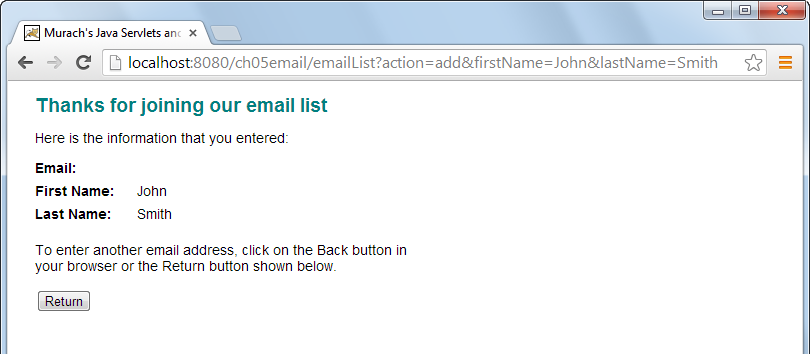 Murach's Java Servlets and
localhost:8080/ch05email/emailList?action=add&firstName=John&lastName=Smith
Thanks for joining our email list
Here is the information that you entered:
Email:
First Name: John
Last Name: Smith
To enter another email address, click on the Back button in
your browser or the Return button shown below.
Return